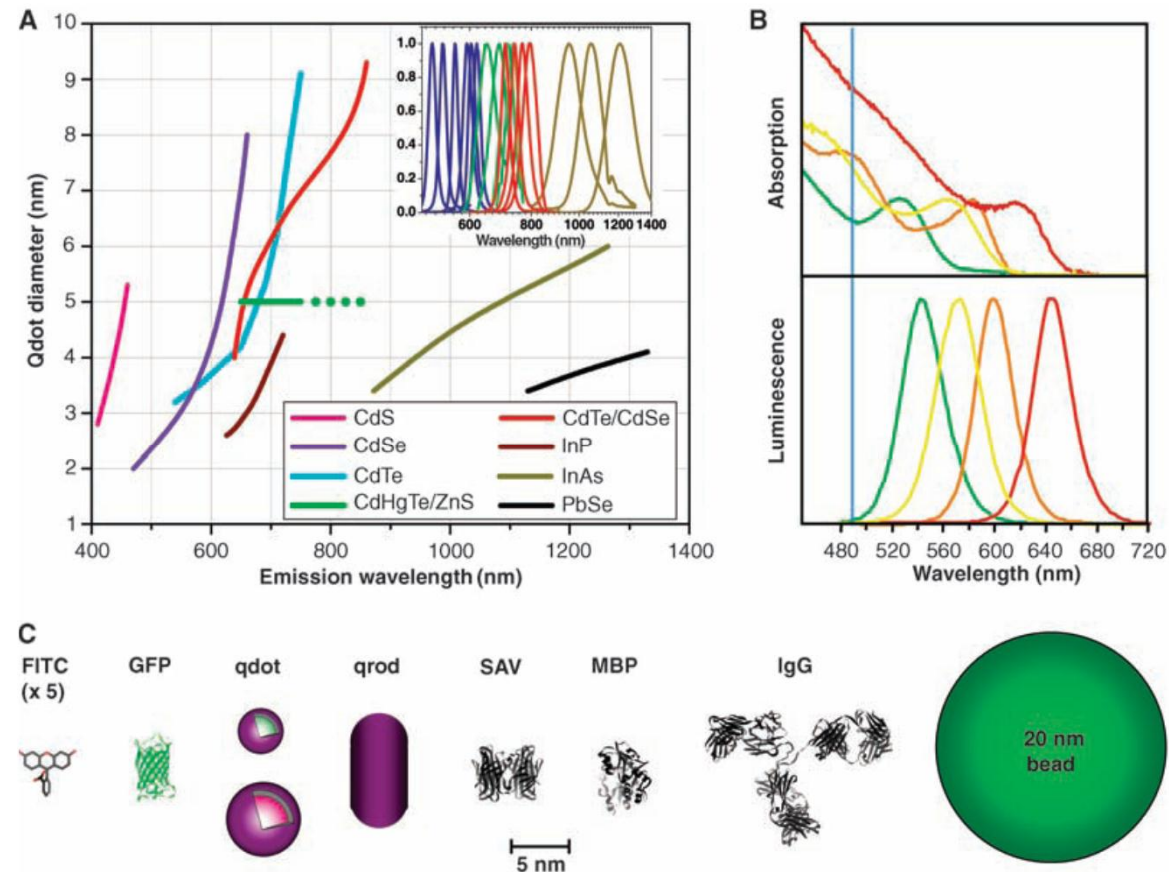 A
10
9
8
7
6
5
4
3
2
1
Qdot diameter (nm)
400
600
800
1000
1200
1400
Emission wavelength (nm)
1.0
0.8
0.6
0.4
0.2
0.0
600
800
1000
1200
1400
Wavelength (nm)
CdS
CdSe
CdTe
CdHgTe/ZnS
CdTe/CdSe
InP
InAs
PbSe
B
Absorption
Luminescence
480
520
560
600
640
680
720
Wavelength (nm)
C
FITC
(x 5)
GFP
qdot
qrod
SAV
MBP
IgG
20 nm
bead
5 nm